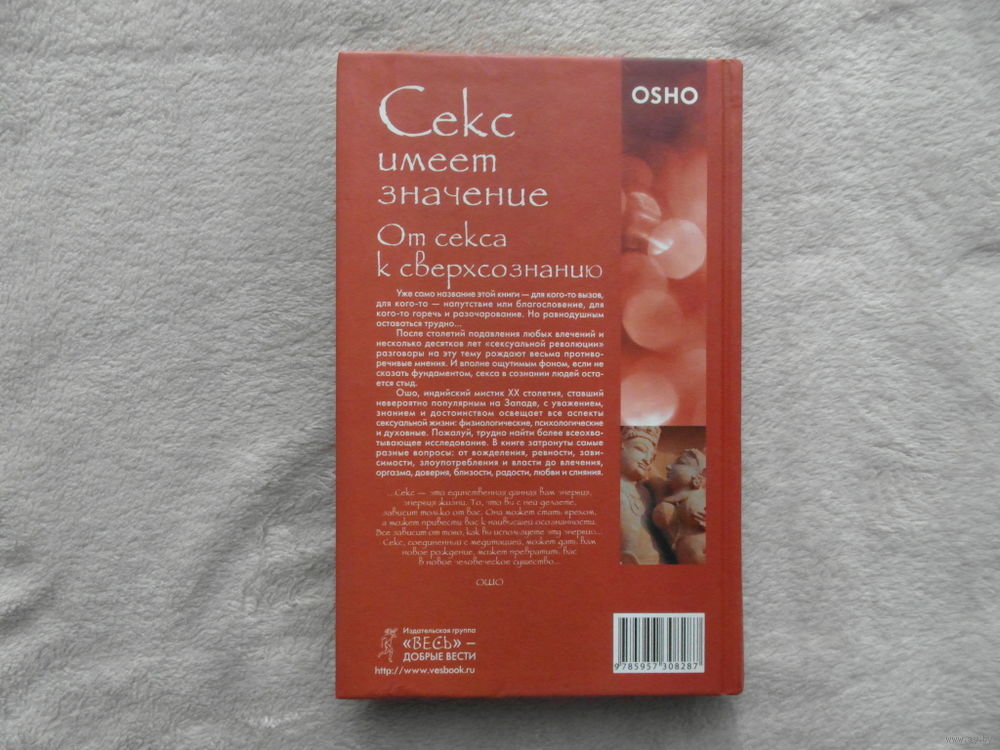 OSHO
Секс
имеет
значение
От секса
к сверхсознанию
Уже само название этой книги — для кого-то вызов,
для кого-то — напутствие или благословение, для
кого-то горечь и разочарование. Но равнодушным
оставаться трудно...
После столетий подавления любых влечений и
несколько десятков лет «сексуальной революции»
разговоры на эту тему рождают весьма противо-
речивые мнения. И вполне ощутимым фоном, если не
сказать фундаментом, секса в сознании людей оста-
ется стыд.
Ошо, индийский мистик XX столетия, ставший
невероятно популярным на Западе, с уважением,
знанием и достоинством освещает все аспекты
сексуальной жизни: физиологические, психологические
и духовные. Пожалуй, трудно найти более всеохва-
тывающее исследование. В книге затронуты самые
разные вопросы: от вожделения, ревности, зави-
симости, злоупотребления и власти до влечения,
оргазма, доверия, близости, радости, любви и слияния.
...Секс — это единственная данная вам энергия,
энергия жизни. То, что вы с ней делаете,
зависит только от вас. Она может стать грехом,
а может привести вас к наивысшей осознанности.
Все зависит от того, как вы используете эту энергию...
Секс, соединенный с медитацией, может дать вам
новое рождение, может превратить вас
в новое человеческое существо...
ОШО
Издательская группа
«ВЕСЬ» —
ДОБРЫЕ ВЕСТИ
http://www.vesbook.ru
9 785957 308287